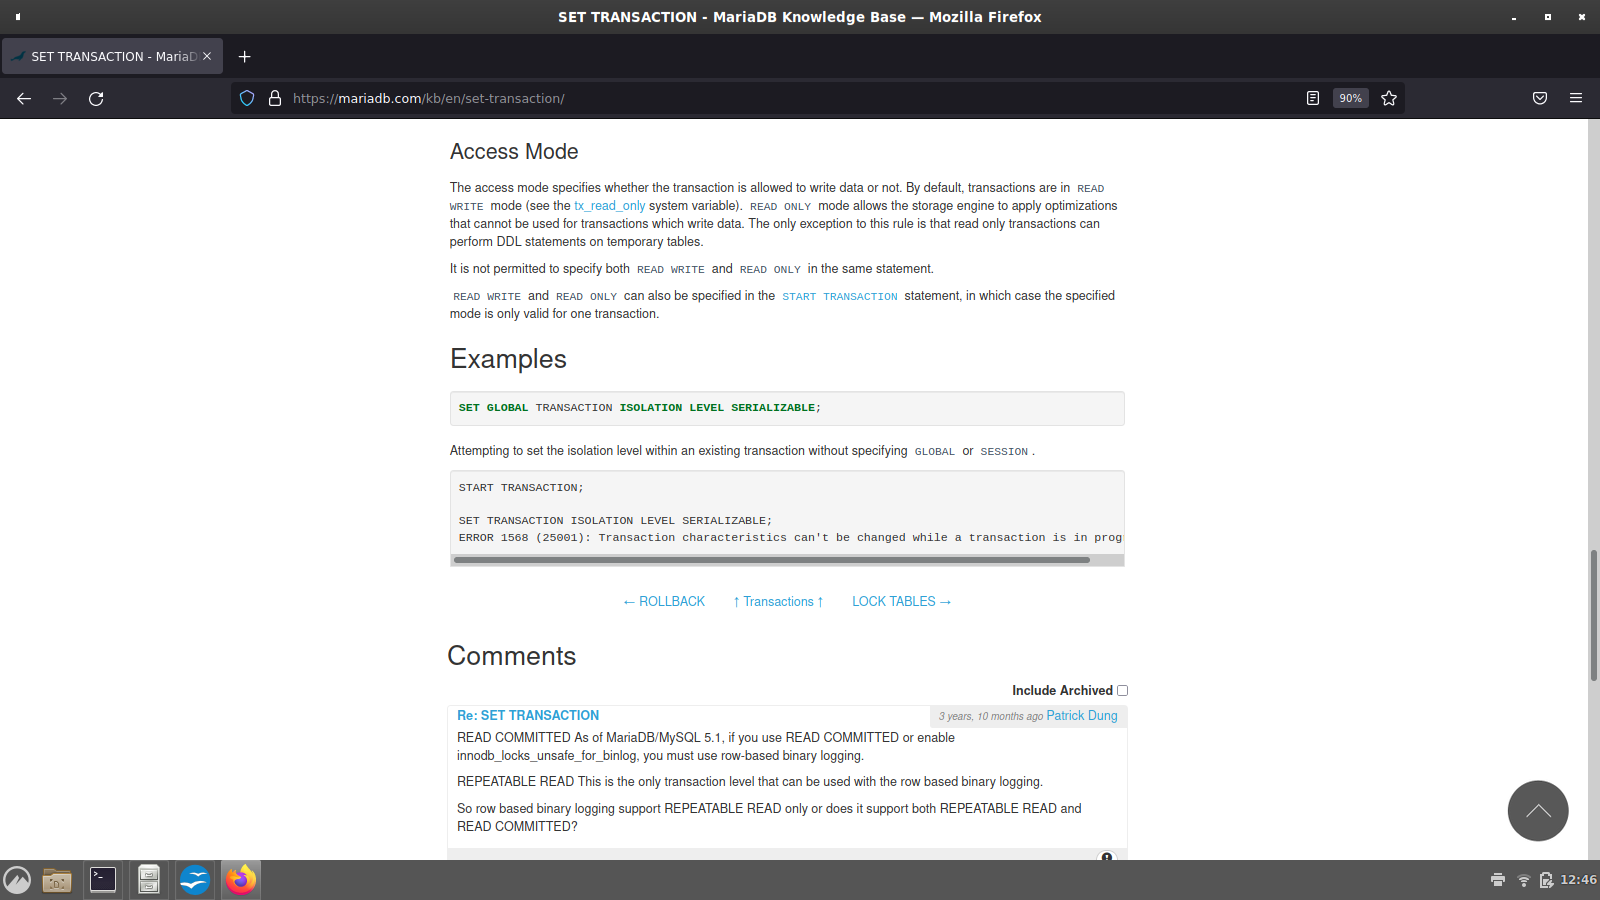 SET TRANSACTION - MariaDB Knowledge Base — Mozilla Firefox
SET TRANSACTION - MariaD
https://mariadb.com/kb/en/set-transaction/
90%
Access Mode
The access mode specifies whether the transaction is allowed to write data or not. By default, transactions are in READ
WRITE mode (see the tx_read_only system variable). READ ONLY mode allows the storage engine to apply optimizations
that cannot be used for transactions which write data. The only exception to this rule is that read only transactions can
perform DDL statements on temporary tables.
It is not permitted to specify both READ WRITE and READ ONLY in the same statement.
READ WRITE and READ ONLY can also be specified in the START TRANSACTION statement, in which case the specified
mode is only valid for one transaction.
Examples
SET GLOBAL TRANSACTION ISOLATION LEVEL SERIALIZABLE;
Attempting to set the isolation level within an existing transaction without specifying GLOBAL or SESSION.
START TRANSACTION;
SET TRANSACTION ISOLATION LEVEL SERIALIZABLE;
ERROR 1568 (25001): Transaction characteristics can't be changed while a transaction is in prog
← ROLLBACK ↑ Transactions ↑ LOCK TABLES →
Comments
Include Archived
Re: SET TRANSACTION 3 years, 10 months ago Patrick Dung
READ COMMITTED As of MariaDB/MySQL 5.1, if you use READ COMMITTED or enable
innodb_locks_unsafe_for_binlog, you must use row-based binary logging.
REPEATABLE READ This is the only transaction level that can be used with the row based binary logging.
So row based binary logging support REPEATABLE READ only or does it support both REPEATABLE READ and
READ COMMITTED?
12:46